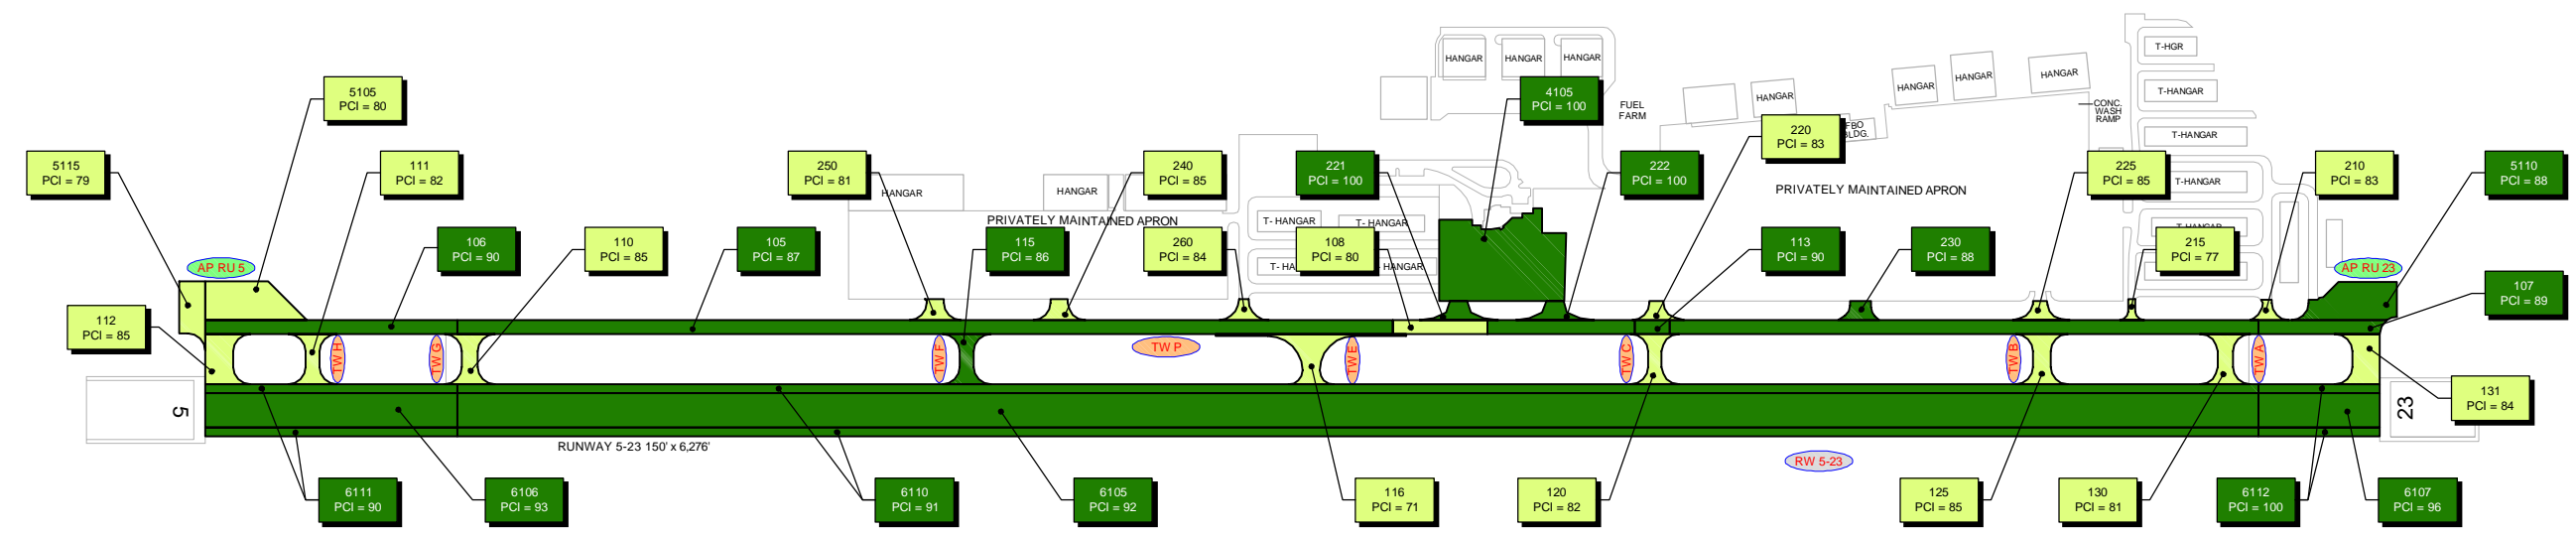 HANGAR
HANGAR
HANGAR
T-HGR
HANGAR
HANGAR
HANGAR
HANGAR
T-HANGAR
5105
PCI = 80
4105
PCI = 100
FUEL
FARM
CONC.
WASH
RAMP
220
PCI = 83
FBO
BLDG.
T-HANGAR
5115
PCI = 79
111
PCI = 82
250
PCI = 81
240
PCI = 85
221
PCI = 100
222
PCI = 100
225
PCI = 85
210
PCI = 83
5110
PCI = 88
HANGAR
HANGAR
T-HANGAR
PRIVATELY MAINTAINED APRON
PRIVATELY MAINTAINED APRON
T- HANGAR
T- HANGAR
T-HANGAR
106
PCI = 90
110
PCI = 85
105
PCI = 87
115
PCI = 86
260
PCI = 84
108
PCI = 80
113
PCI = 90
230
PCI = 88
215
PCI = 77
T- HA
HANGAR
AP RU 5
AP RU 23
107
PCI = 89
112
PCI = 85
TW H
TW G
TW F
TW P
TW E
TW C
TW B
TW A
131
PCI = 84
5
23
RUNWAY 5-23 150' x 6,276'
RW 5-23
6111
PCI = 90
6106
PCI = 93
6110
PCI = 91
6105
PCI = 92
116
PCI = 71
120
PCI = 82
125
PCI = 85
130
PCI = 81
6112
PCI = 100
6107
PCI = 96